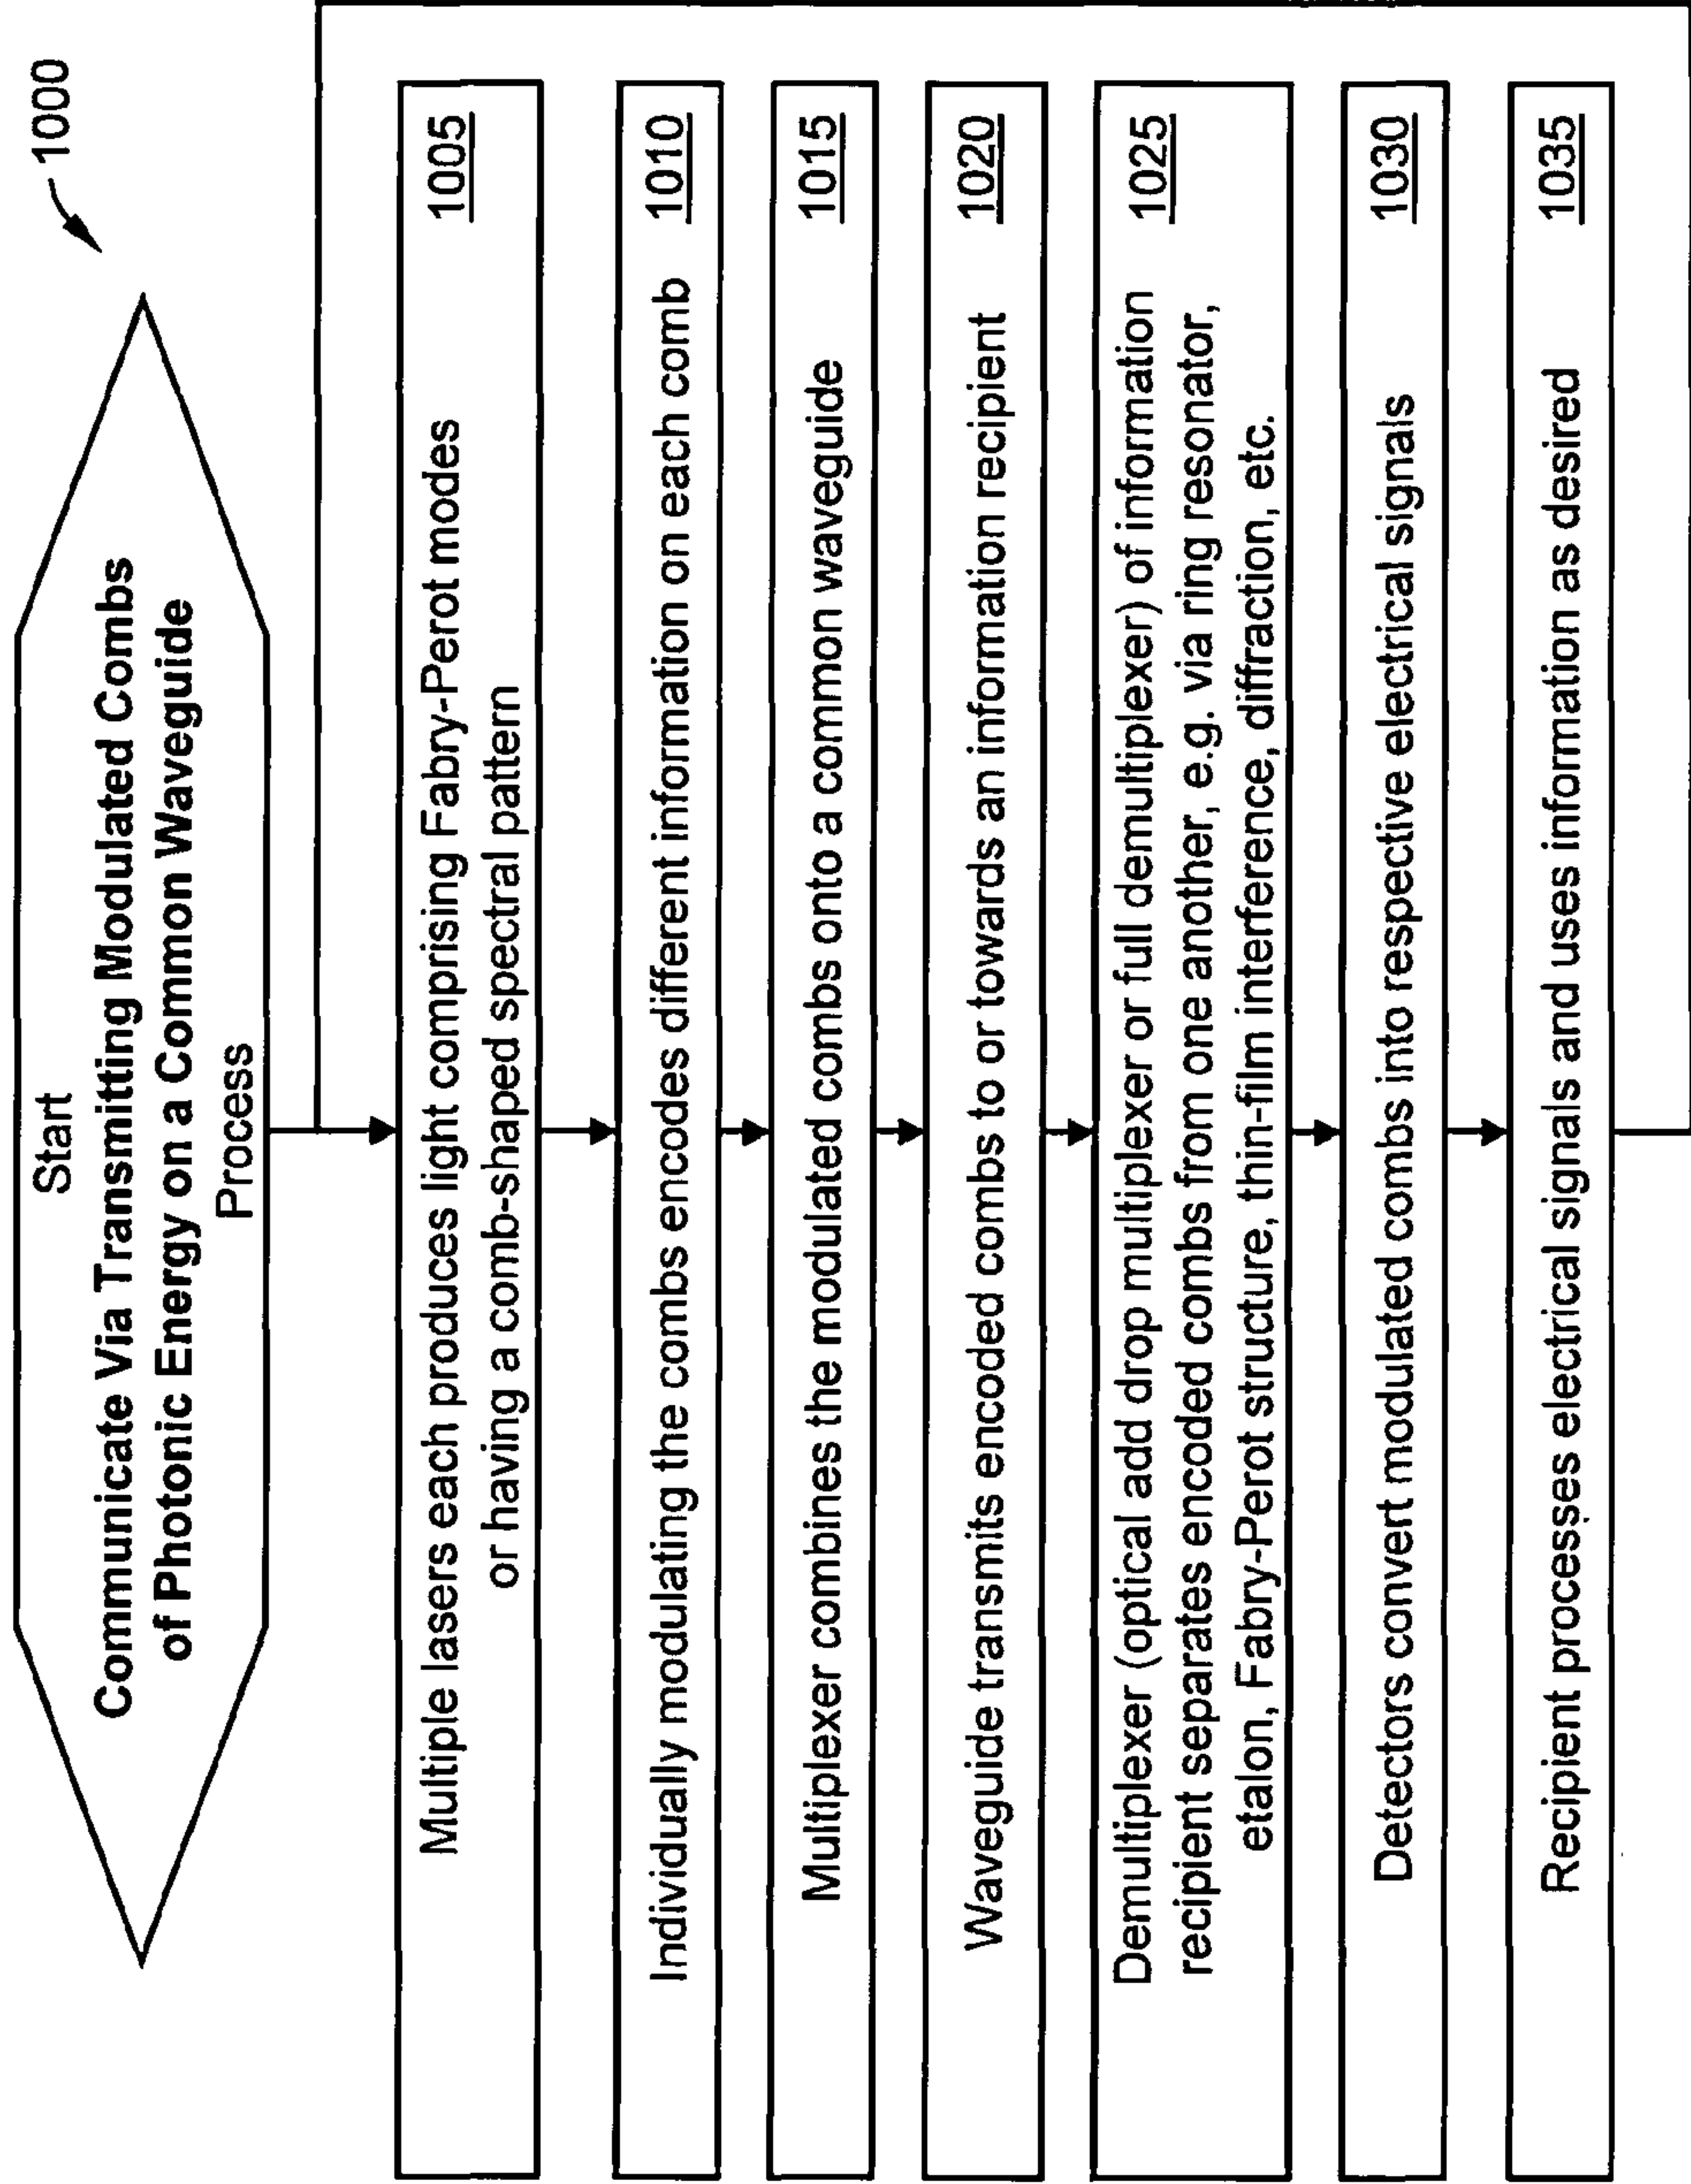 1000
Start
Communicate Via Transmitting Modulated Combs
of Photonic Energy on a Common Waveguide
Process
Multiple lasers each produces light comprising Fabry-Perot modes 1005
or having a comb-shaped spectral pattern
Individually modulating the combs encodes different information on each comb 1010
Multiplexer combines the modulated combs onto a common waveguide 1015
Waveguide transmits encoded combs to or towards an information recipient 1020
Demultiplexer (optical add drop multiplexer or full demultiplexer) of information 1025
recipient separates encoded combs from one another, e.g. via ring resonator,
etalon, Fabry-Perot structure, thin-film interference, diffraction, etc.
Detectors convert modulated combs into respective electrical signals 1030
Recipient processes electrical signals and uses information as desired 1035